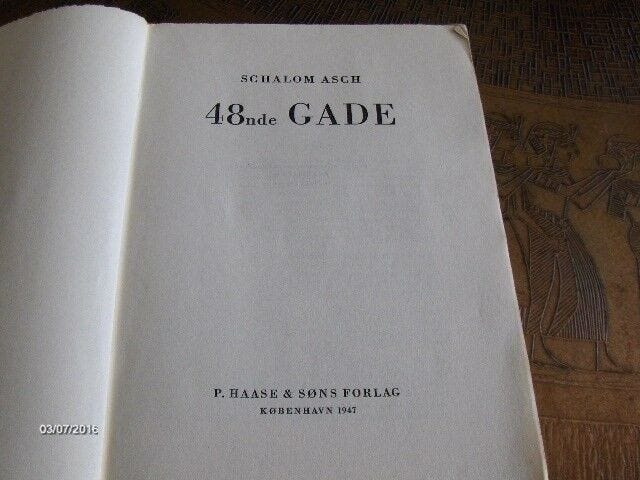 SCHALOM ASCH
48nde GADE
P. HAASE & SØNS FORLAG
KØBENHAVN 1947
03/07/2016